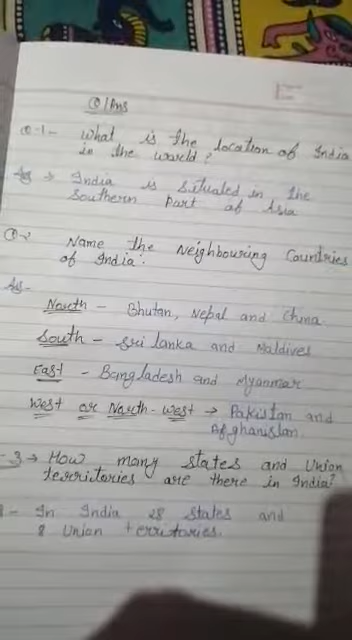 Q/Ans
Q-1- What is the location of India
in the world?
Ans → India is situated in the
Southern Part of Asia
Q2 Name the Neighbouring Countries
of India.
Ans-
North - Bhutan, Nepal and China
South - Sri lanka and Maldives
East - Bangladesh and Myanmar
West or North-West → Pakistan and
Afghanistan.
-3 → How many states and Union
territories are there in India?
- In India 28 states and
8 Union territories.